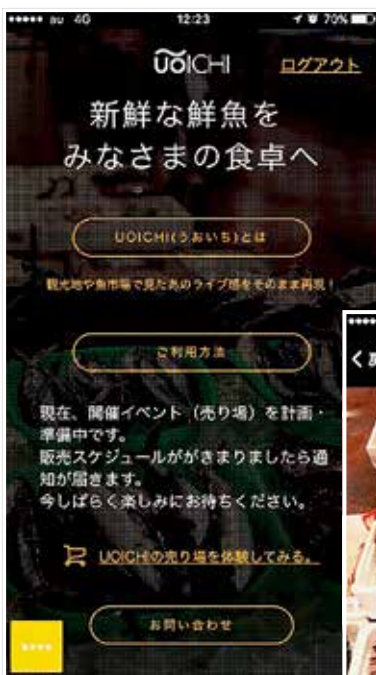 au 4G 12:23 70%
UOICHI
ログアウト
新鮮な鮮魚を
みなさまの食卓へ
UOICHI(うおいち)とは
観光地や魚市場で見たあのライブ感をそのまま再現！
ご利用方法
現在、開催イベント（売り場）を計画・
準備中です。
販売スケジュールががきまりましたら通
知が届きます。
今しばらく楽しみにお待ちください。
UOICHIの売り場を体験してみる。
お問い合わせ